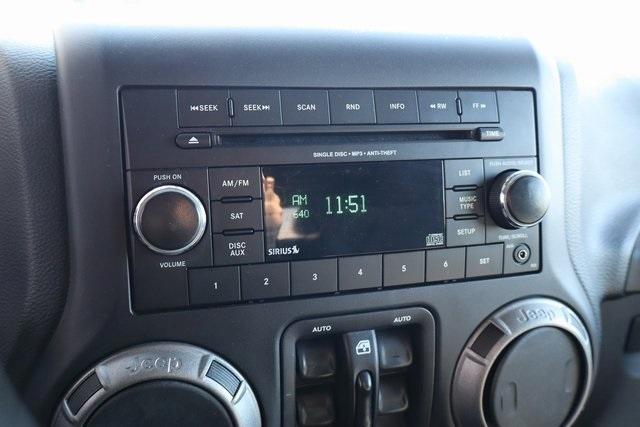 ⏮SEEK SEEK⏭ SCAN RND INFO ◀◀RW FF▶▶
TIME
SINGLE DISC • MP3 • ANTI-THEFT
PUSH ON
PUSH AUDIO/SELECT
AM/FM
SAT
DISC
AUX
AM
640
11:51
SIRIUS
LIST
MUSIC
TYPE
SETUP
VOLUME
TUNE/SCROLL
1 2 3 4 5 6 SET
AUTO AUTO
Jeep Jeep